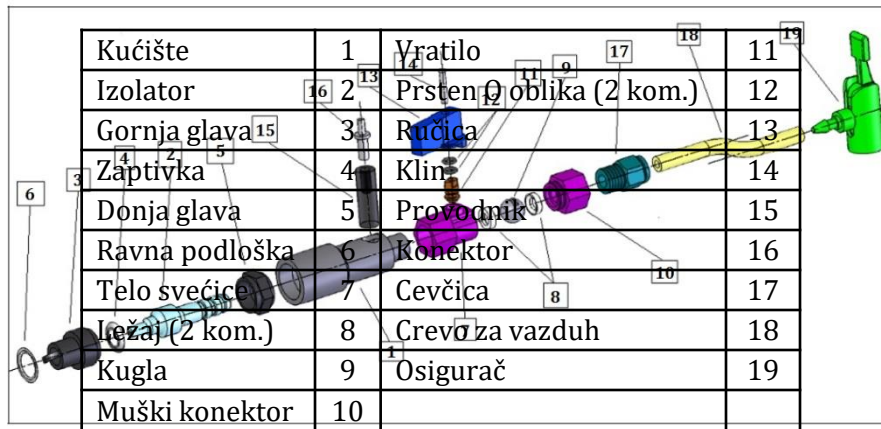 Kućište 1 Vratilo 11
Izolator 2 Prsten O oblika (2 kom.) 12
Gornja glava 3 Ručica 13
Zaptivka 4 Klin 14
Donja glava 5 Provodnik 15
Ravna podloška 6 Konektor 16
Telo svećice 7 Cevčica 17
Ležaj (2 kom.) 8 Crevo za vazduh 18
Kugla 9 Osigurač 19
Muški konektor 10
19
18
17
9
11
14
13
12
16
15
5
2
4
3
6
10
8
1